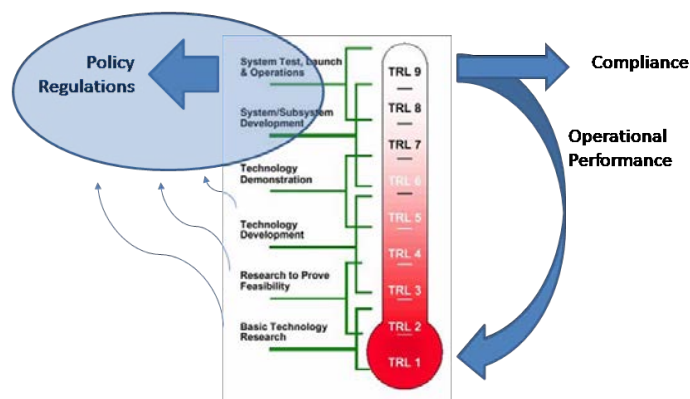 Policy
Regulations
System Test, Launch
& Operations
System/Subsystem
Development
Technology
Demonstration
Technology
Development
Research to Prove
Feasibility
Basic Technology
Research
TRL 9
TRL 8
TRL 7
TRL 6
TRL 5
TRL 4
TRL 3
TRL 2
TRL 1
Compliance
Operational
Performance